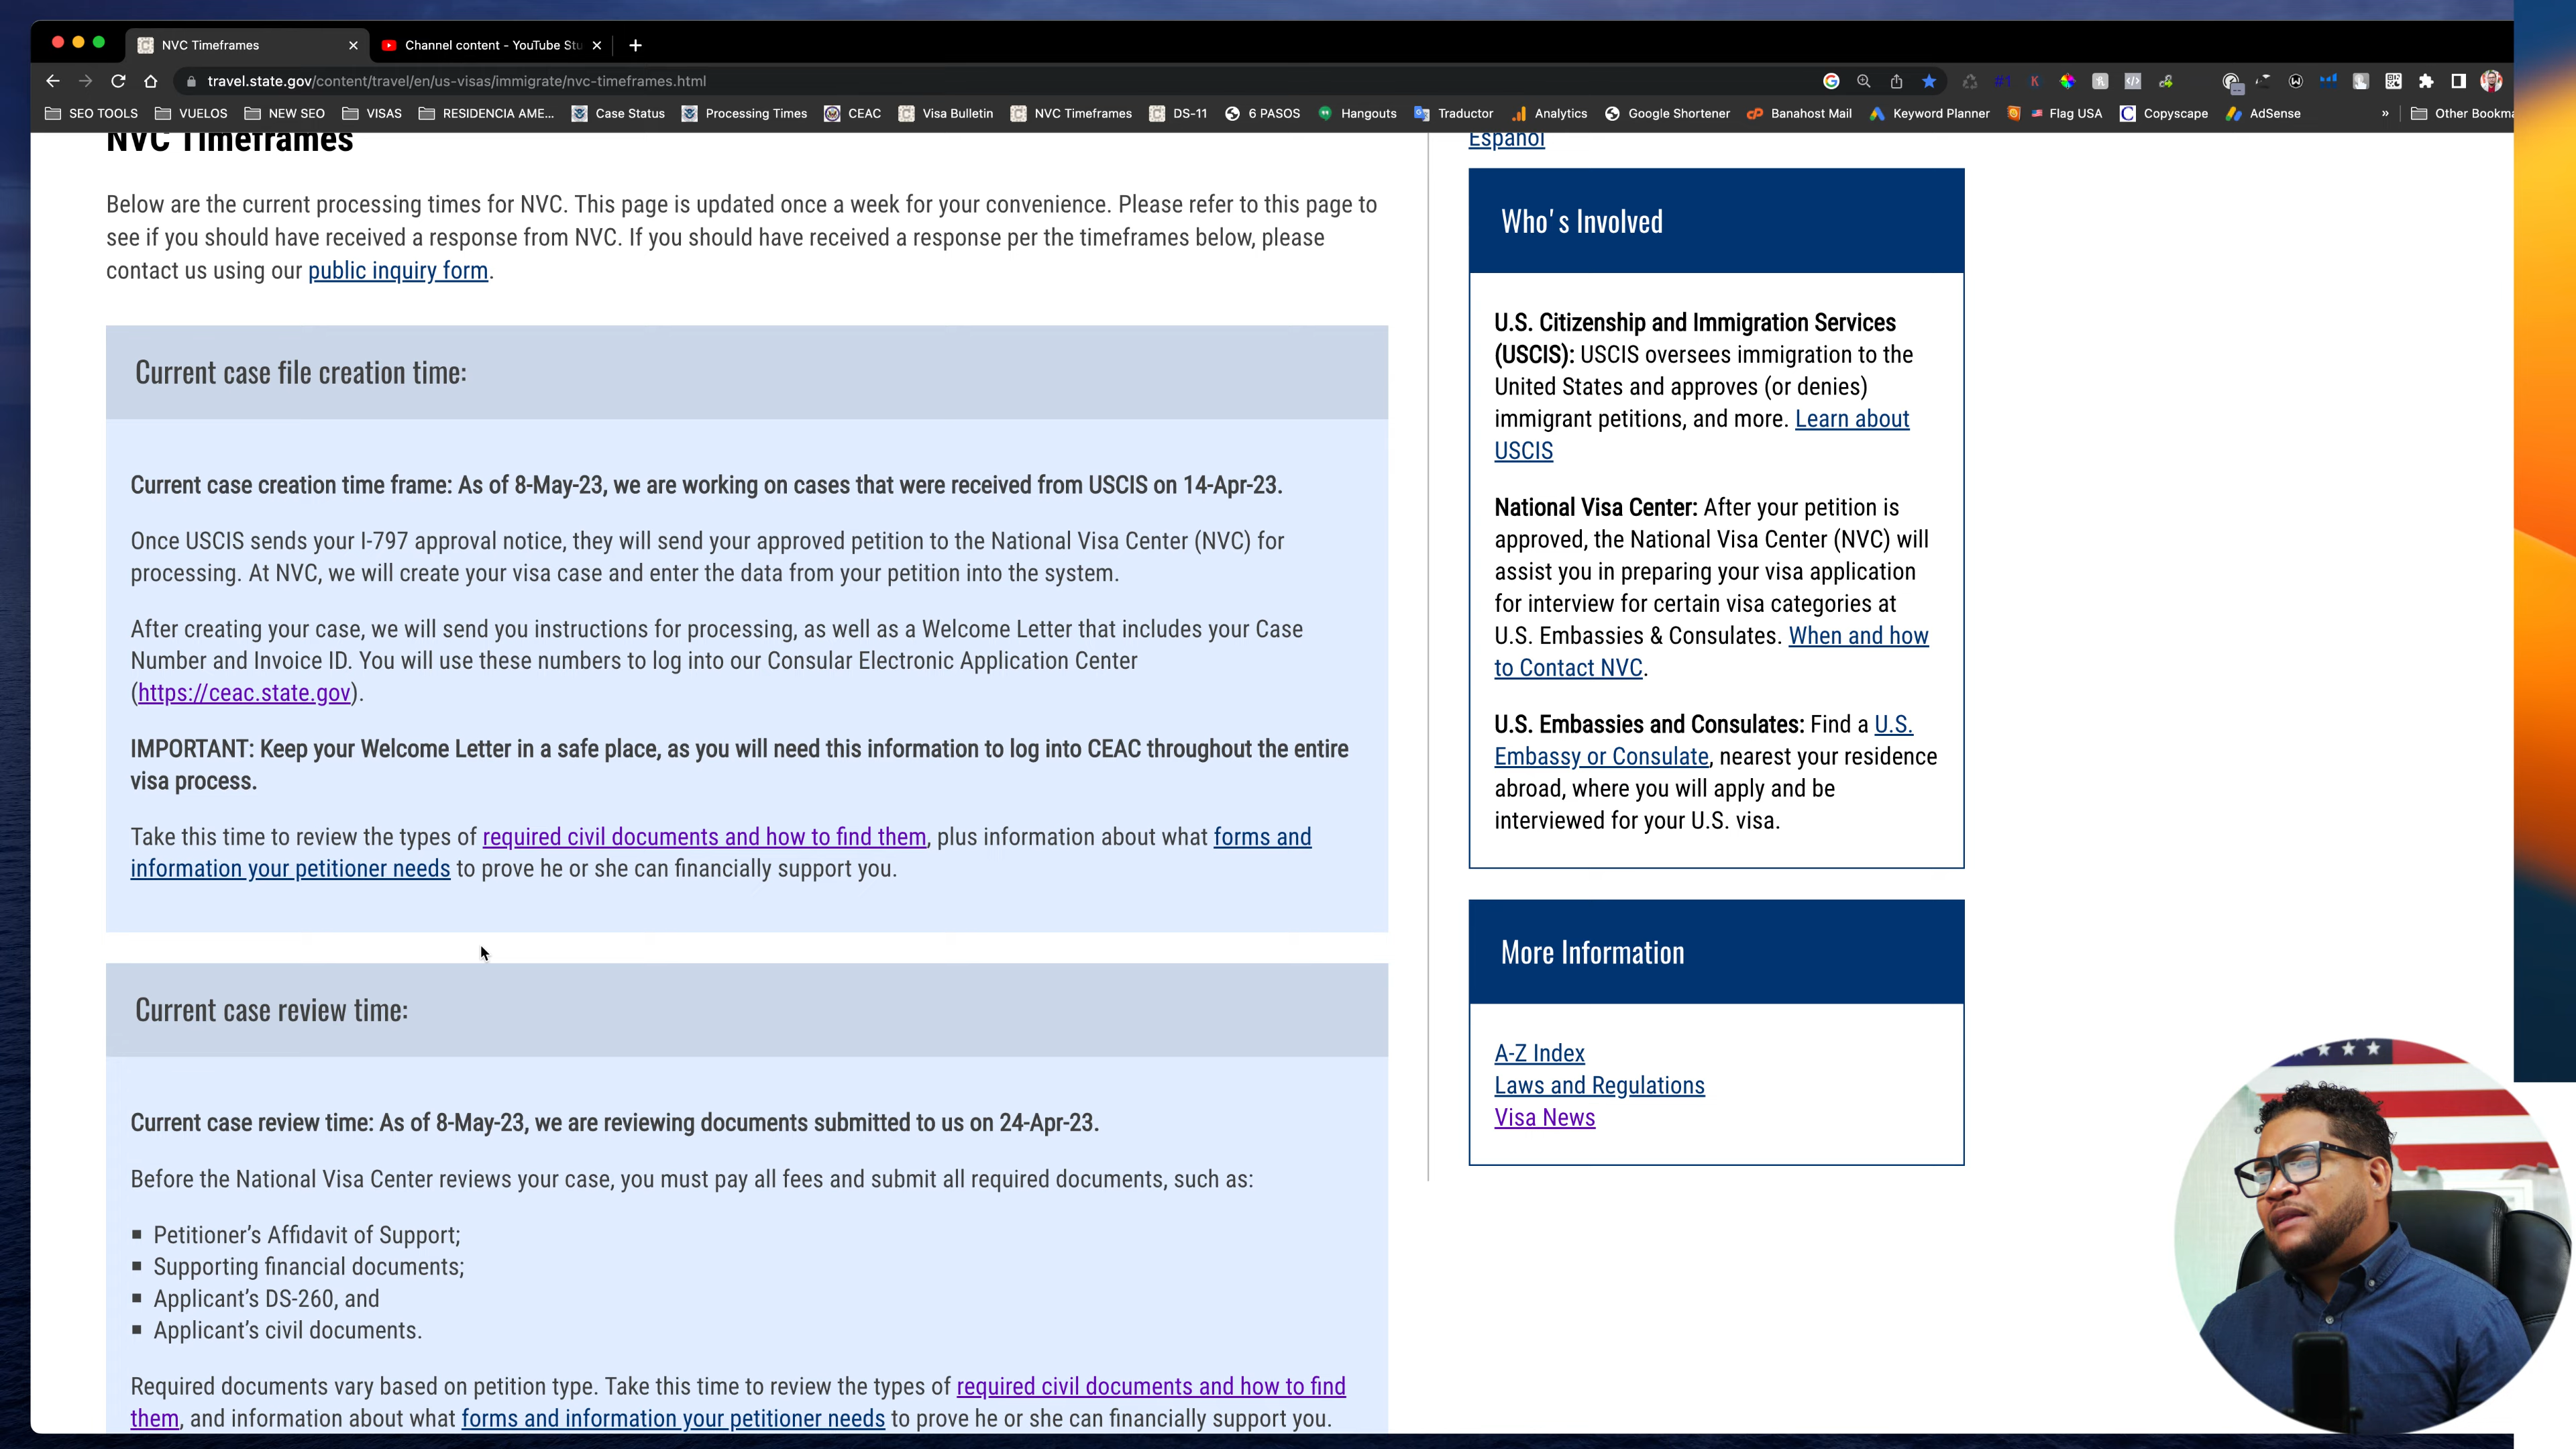 NVC Timeframes
Channel content - YouTube Stu
travel.state.gov/content/travel/en/us-visas/immigrate/nvc-timeframes.html
SEO TOOLS VUELOS NEW SEO VISAS RESIDENCIA AME... Case Status Processing Times CEAC Visa Bulletin NVC Timeframes DS-11 6 PASOS Hangouts Traductor Analytics Google Shortener Banahost Mail Keyword Planner Flag USA Copyscape AdSense » Other Bookma
NVC Timeframes
Below are the current processing times for NVC. This page is updated once a week for your convenience. Please refer to this page to
see if you should have received a response from NVC. If you should have received a response per the timeframes below, please
contact us using our public inquiry form.
Current case file creation time:
Current case creation time frame: As of 8-May-23, we are working on cases that were received from USCIS on 14-Apr-23.
Once USCIS sends your I-797 approval notice, they will send your approved petition to the National Visa Center (NVC) for
processing. At NVC, we will create your visa case and enter the data from your petition into the system.
After creating your case, we will send you instructions for processing, as well as a Welcome Letter that includes your Case
Number and Invoice ID. You will use these numbers to log into our Consular Electronic Application Center
(https://ceac.state.gov).
IMPORTANT: Keep your Welcome Letter in a safe place, as you will need this information to log into CEAC throughout the entire
visa process.
Take this time to review the types of required civil documents and how to find them, plus information about what forms and
information your petitioner needs to prove he or she can financially support you.
Current case review time:
Current case review time: As of 8-May-23, we are reviewing documents submitted to us on 24-Apr-23.
Before the National Visa Center reviews your case, you must pay all fees and submit all required documents, such as:
Petitioner's Affidavit of Support;
Supporting financial documents;
Applicant's DS-260, and
Applicant's civil documents.
Required documents vary based on petition type. Take this time to review the types of required civil documents and how to find
them, and information about what forms and information your petitioner needs to prove he or she can financially support you.
Español
Who's Involved
U.S. Citizenship and Immigration Services
(USCIS): USCIS oversees immigration to the
United States and approves (or denies)
immigrant petitions, and more. Learn about
USCIS
National Visa Center: After your petition is
approved, the National Visa Center (NVC) will
assist you in preparing your visa application
for interview for certain visa categories at
U.S. Embassies & Consulates. When and how
to Contact NVC.
U.S. Embassies and Consulates: Find a U.S.
Embassy or Consulate, nearest your residence
abroad, where you will apply and be
interviewed for your U.S. visa.
More Information
A-Z Index
Laws and Regulations
Visa News